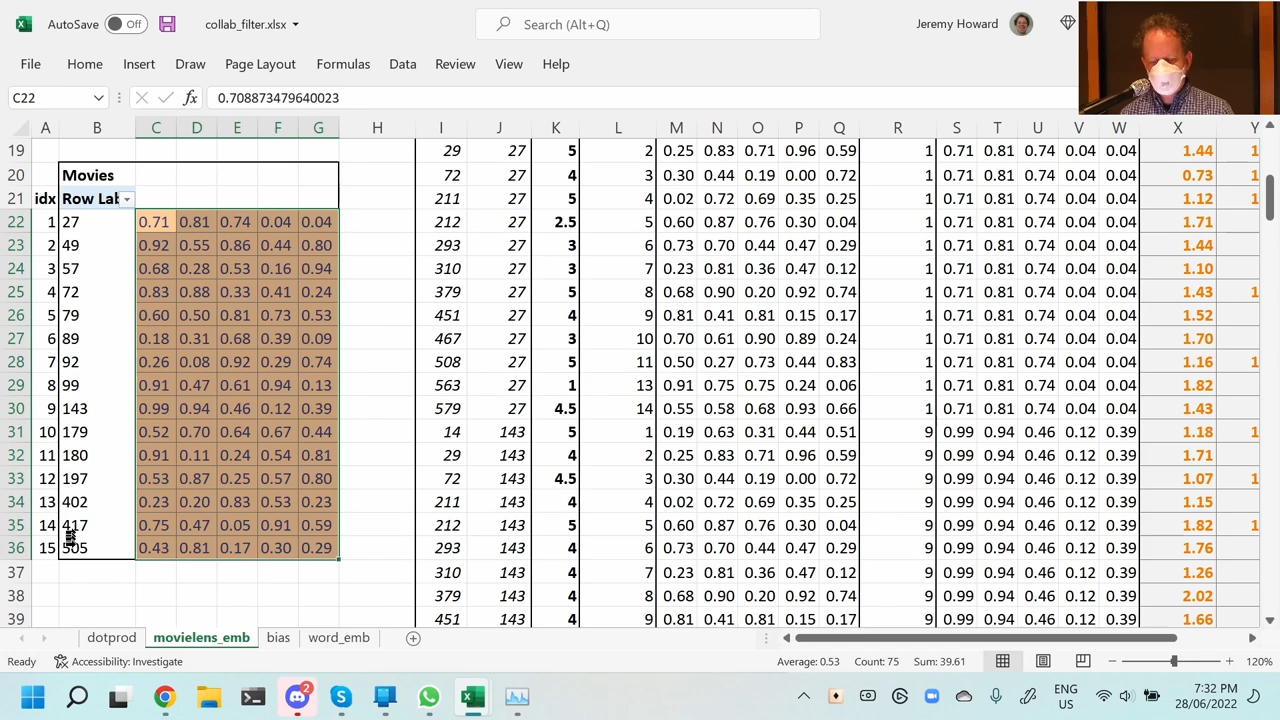 AutoSave Off collab_filter.xlsx Search (Alt+Q) Jeremy Howard
File Home Insert Draw Page Layout Formulas Data Review View Help
C22 fx 0.708873479640023
A B C D E F G H I J K L M N O P Q R S T U V W X Y
19 29 27 5 2 0.25 0.83 0.71 0.96 0.59 1 0.71 0.81 0.74 0.04 0.04 1.44 1
20 Movies 72 27 4 3 0.30 0.44 0.19 0.00 0.72 1 0.71 0.81 0.74 0.04 0.04 0.73 1
21 idx Row Lab 211 27 5 4 0.02 0.72 0.69 0.35 0.25 1 0.71 0.81 0.74 0.04 0.04 1.12 1
22 1 27 0.71 0.81 0.74 0.04 0.04 212 27 2.5 5 0.60 0.87 0.76 0.30 0.04 1 0.71 0.81 0.74 0.04 0.04 1.71
23 2 49 0.92 0.55 0.86 0.44 0.80 293 27 3 6 0.73 0.70 0.44 0.47 0.29 1 0.71 0.81 0.74 0.04 0.04 1.44
24 3 57 0.68 0.28 0.53 0.16 0.94 310 27 3 7 0.23 0.81 0.36 0.47 0.12 1 0.71 0.81 0.74 0.04 0.04 1.10
25 4 72 0.83 0.88 0.33 0.41 0.24 379 27 5 8 0.68 0.90 0.20 0.92 0.74 1 0.71 0.81 0.74 0.04 0.04 1.43 1
26 5 79 0.60 0.50 0.81 0.73 0.53 451 27 4 9 0.81 0.41 0.81 0.15 0.17 1 0.71 0.81 0.74 0.04 0.04 1.52
27 6 89 0.18 0.31 0.68 0.39 0.09 467 27 3 10 0.70 0.61 0.90 0.89 0.24 1 0.71 0.81 0.74 0.04 0.04 1.70
28 7 92 0.26 0.08 0.92 0.29 0.74 508 27 5 11 0.50 0.27 0.73 0.44 0.83 1 0.71 0.81 0.74 0.04 0.04 1.16 1
29 8 99 0.91 0.47 0.61 0.94 0.13 563 27 1 13 0.91 0.75 0.24 0.06 1 0.71 0.81 0.74 0.04 0.04 1.82
30 9 143 0.99 0.94 0.46 0.12 0.39 579 27 4.5 14 0.55 0.58 0.68 0.93 0.66 1 0.71 0.81 0.74 0.04 0.04 1.43
31 10 179 0.52 0.70 0.64 0.67 0.44 14 143 5 1 0.19 0.63 0.31 0.44 0.51 9 0.99 0.94 0.46 0.12 0.39 1.18 1
32 11 180 0.91 0.11 0.24 0.54 0.81 29 143 4 2 0.25 0.83 0.71 0.96 0.59 9 0.99 0.94 0.46 0.12 0.39 1.71
33 12 197 0.53 0.87 0.25 0.57 0.80 72 143 4.5 3 0.30 0.44 0.19 0.00 0.72 9 0.99 0.94 0.46 0.12 0.39 1.07 1
34 13 402 0.23 0.20 0.83 0.53 0.23 211 143 4 4 0.02 0.72 0.69 0.35 0.25 9 0.99 0.94 0.46 0.12 0.39 1.15
35 14 417 0.75 0.47 0.05 0.91 0.59 212 143 5 5 0.60 0.87 0.76 0.30 0.04 9 0.99 0.94 0.46 0.12 0.39 1.82 1
36 15 505 0.43 0.81 0.17 0.30 0.29 293 143 4 6 0.73 0.70 0.44 0.47 0.29 9 0.99 0.94 0.46 0.12 0.39 1.76
37 310 143 4 7 0.23 0.81 0.36 0.47 0.12 9 0.99 0.94 0.46 0.12 0.39 1.26
38 379 143 4 8 0.68 0.90 0.20 0.92 0.74 9 0.99 0.94 0.46 0.12 0.39 2.02
39 451 143 4 9 0.81 0.41 0.81 0.15 0.17 9 0.99 0.94 0.46 0.12 0.39 1.66
dotprod movielens_emb bias word_emb
Ready Accessibility: Investigate Average: 0.53 Count: 75 Sum: 39.61 120%
2 ENG 7:32 PM
US 28/06/2022